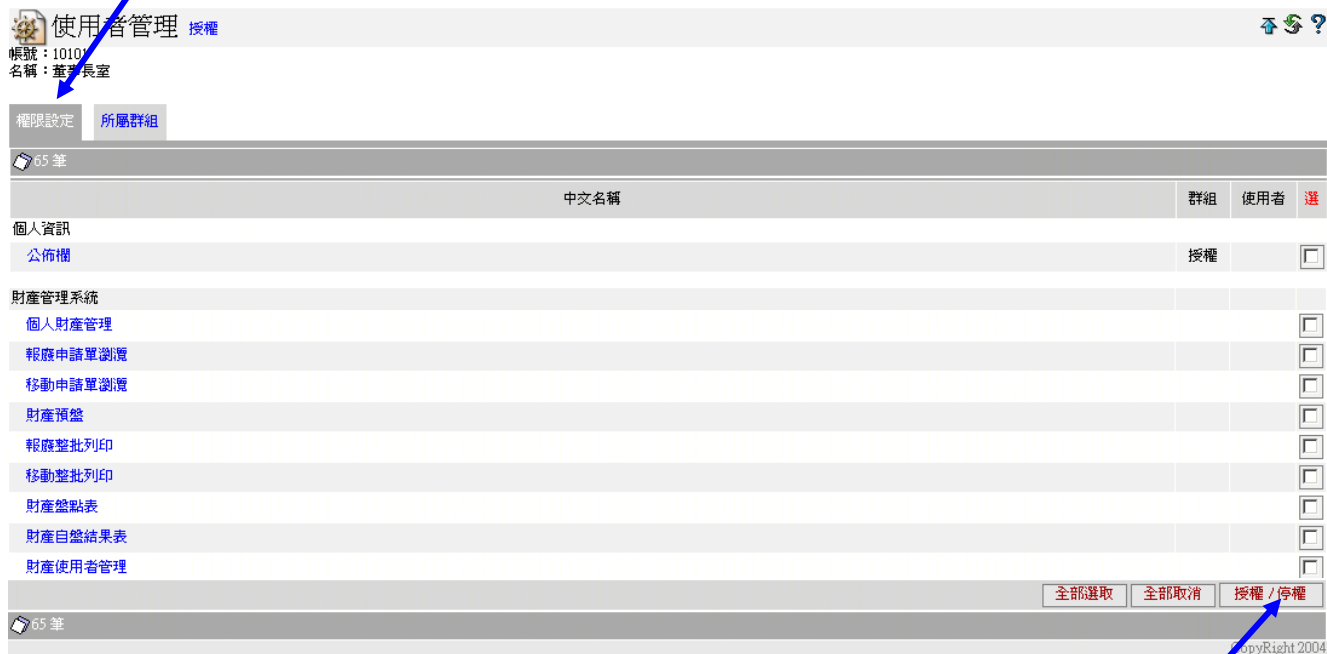 使用者管理 授權
帳號：10101
名稱：董事長室
權限設定 所屬群組
65 筆
中文名稱 群組 使用者 選
個人資訊
公佈欄 授權
財產管理系統
個人財產管理
報廢申請單瀏覽
移動申請單瀏覽
財產預盤
報廢整批列印
移動整批列印
財產盤點表
財產自盤結果表
財產使用者管理
全部選取 全部取消 授權 / 停權
65 筆
CopyRight 2004